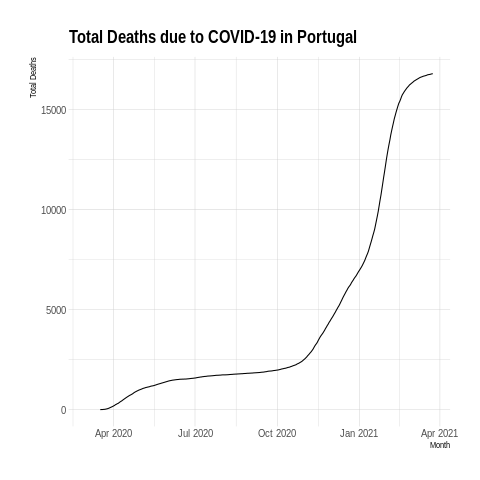 Total Deaths due to COVID-19 in Portugal
Total Deaths
15000
10000
5000
0
Apr 2020 Jul 2020 Oct 2020 Jan 2021 Apr 2021
Month